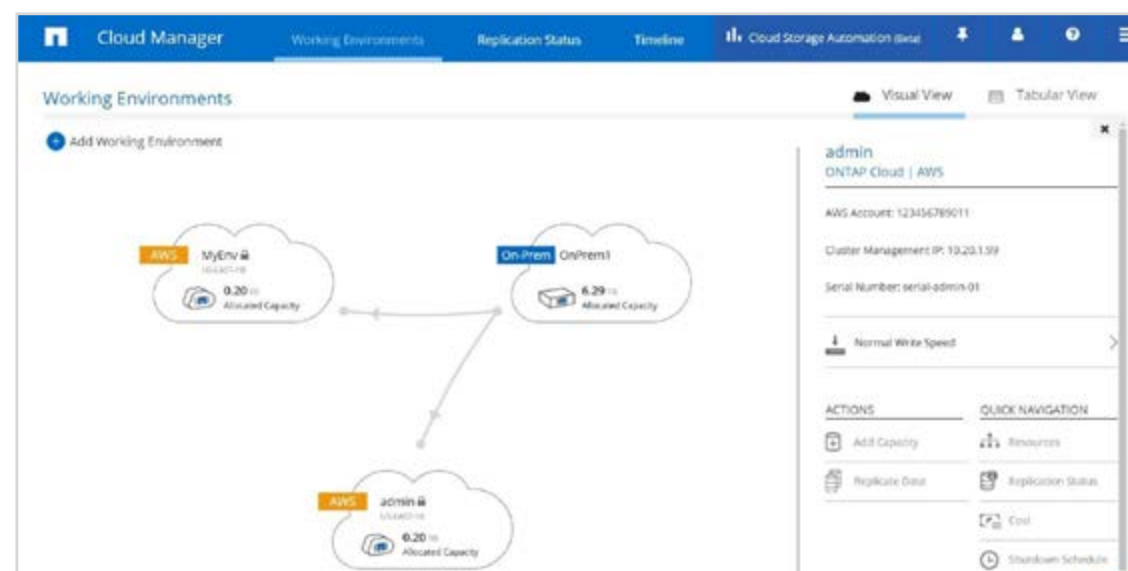 Cloud Manager Working Environments Replication Status Timeline Cloud Storage Automation (Beta)
Working Environments Visual View Tabular View
Add Working Environment
admin
ONTAP Cloud | AWS
AWS Account: 123456789011
Cluster Management IP: 10.20.1.59
Serial Number: serial-admin-01
Normal Write Speed
AWS MyEnv
0.20
Allocated Capacity
On-Prem OnPrem1
6.29
Allocated Capacity
AWS admin
0.20
Allocated Capacity
ACTIONS QUICK NAVIGATION
Add Capacity Resources
Replicate Data Replication Status
Cost
Shutdown Schedule